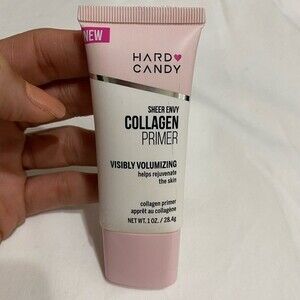 NEW
HARD CANDY
SHEER ENVY
COLLAGEN
PRIMER
VISIBLY VOLUMIZING
helps rejuvenate
the skin
collagen primer
apprêt au collagène
NET WT. 1 OZ. / 28.4g